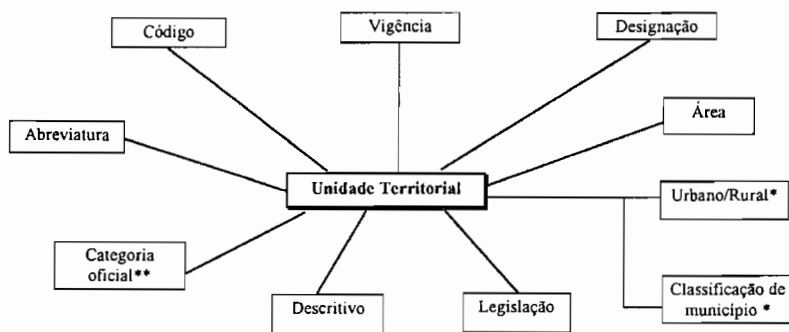 Código
Vigência
Designação
Abreviatura
Área
Unidade Territorial
Urbano/Rural*
Categoria
oficial**
Descritivo
Legislação
Classificação de
município *